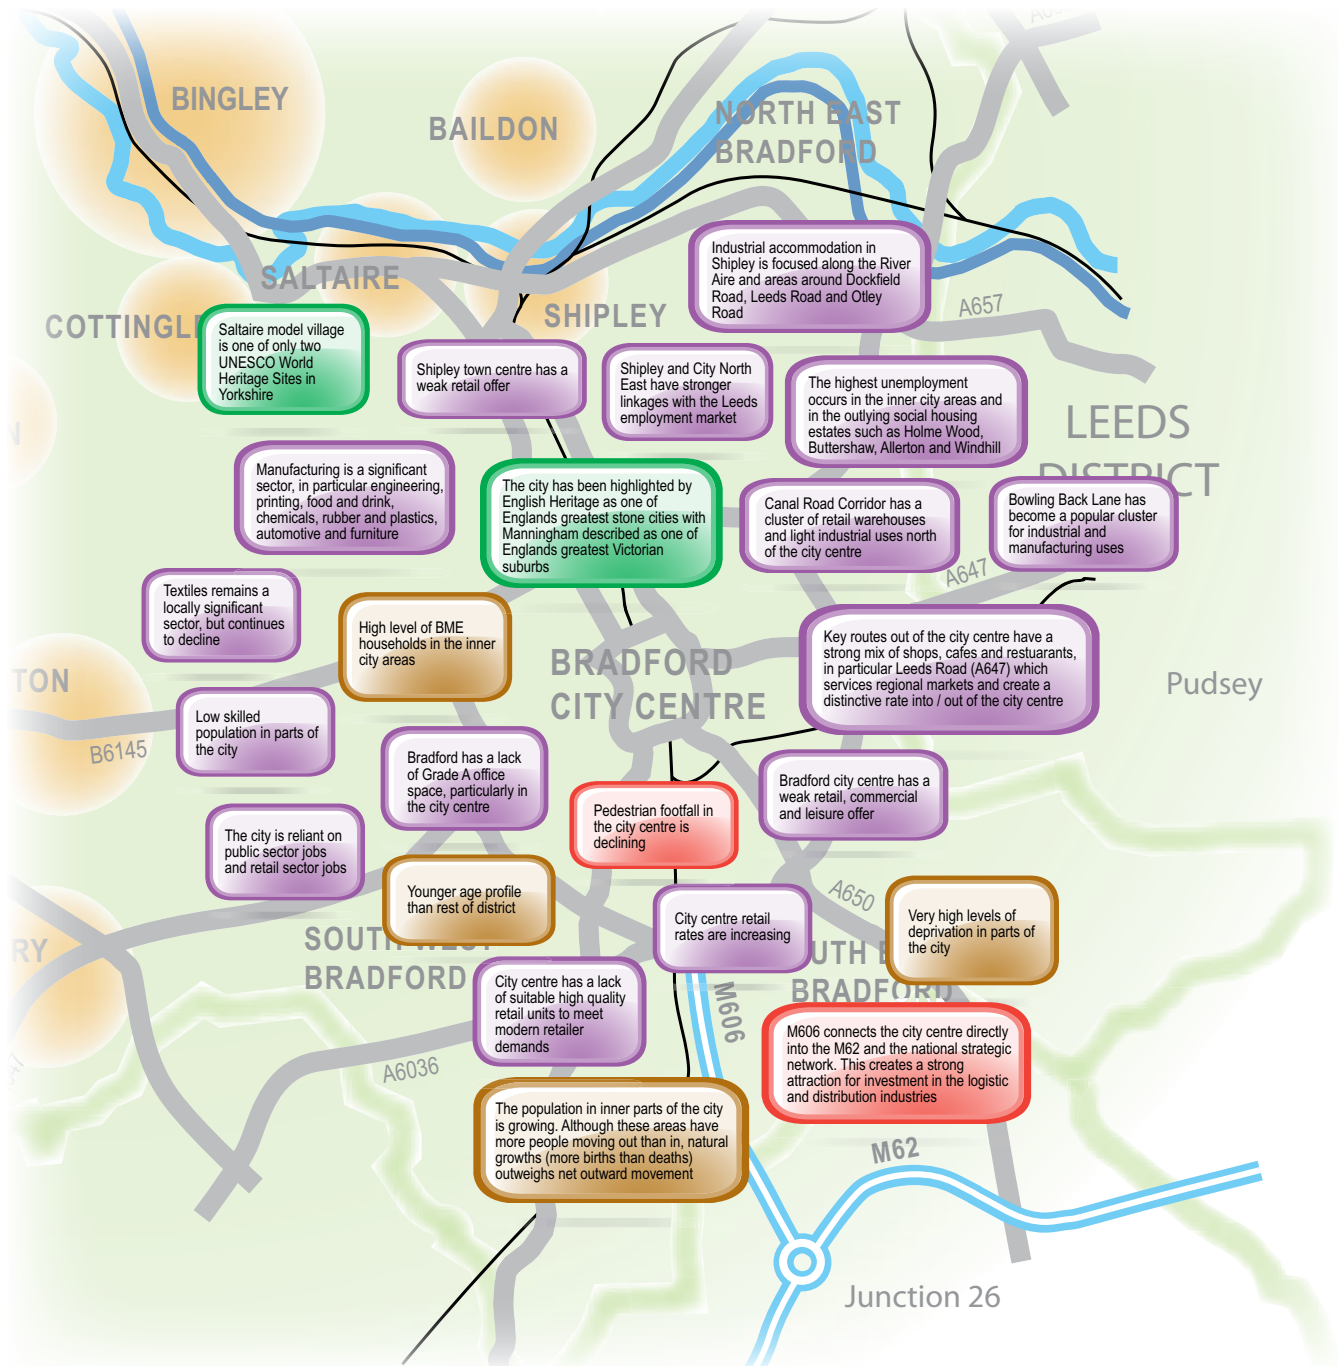 BINGLEY
BAILDON
NORTH EAST
BRADFORD
SALTAIRE
SHIPLEY
Industrial accommodation in
Shipley is focused along the River
Aire and areas around Dockfield
Road, Leeds Road and Otley
Road
A657
Saltaire model village
is one of only two
UNESCO World
Heritage Sites in
Yorkshire
Shipley town centre has a
weak retail offer
Shipley and City North
East have stronger
linkages with the Leeds
employment market
The highest unemployment
occurs in the inner city areas and
in the outlying social housing
estates such as Holme Wood,
Buttershaw, Allerton and Windhill
LEEDS
DISTRICT
Manufacturing is a significant
sector, in particular engineering,
printing, food and drink,
chemicals, rubber and plastics,
automotive and furniture
The city has been highlighted by
English Heritage as one of
Englands greatest stone cities with
Manningham described as one of
Englands greatest Victorian
suburbs
Canal Road Corridor has a
cluster of retail warehouses
and light industrial uses north
of the city centre
Bowling Back Lane has
become a popular cluster
for industrial and
manufacturing uses
A647
Textiles remains a
locally significant
sector, but continues
to decline
High level of BME
households in the inner
city areas
BRADFORD
CITY CENTRE
Key routes out of the city centre have a
strong mix of shops, cafes and restuarants,
in particular Leeds Road (A647) which
services regional markets and create a
distinctive rate into / out of the city centre
Pudsey
TON
B6145
Low skilled
population in parts of
the city
Bradford has a lack
of Grade A office
space, particularly in
the city centre
Pedestrian footfall in
the city centre is
declining
Bradford city centre has a
weak retail, commercial
and leisure offer
The city is reliant on
public sector jobs
and retail sector jobs
Younger age profile
than rest of district
City centre retail
rates are increasing
A650
Very high levels of
deprivation in parts of
the city
RY
SOUTH WEST
BRADFORD
UTH E
BRADFORD
City centre has a lack
of suitable high quality
retail units to meet
modern retailer
demands
M606
M606 connects the city centre directly
into the M62 and the national strategic
network. This creates a strong
attraction for investment in the logistic
and distribution industries
A6036
The population in inner parts of the city
is growing. Although these areas have
more people moving out than in, natural
growths (more births than deaths)
outweighs net outward movement
M62
Junction 26